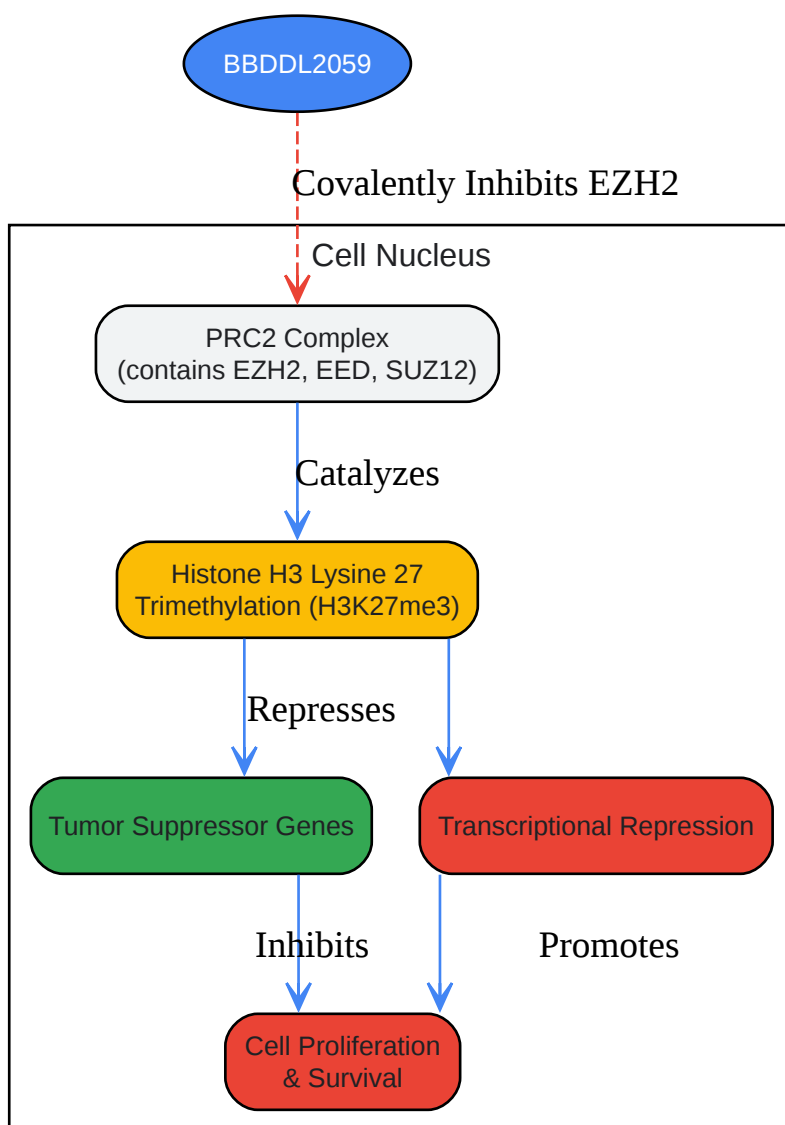 BBDDL2059
Covalently Inhibits EZH2
Cell Nucleus
PRC2 Complex
(contains EZH2, EED, SUZ12)
Catalyzes
Histone H3 Lysine 27
Trimethylation (H3K27me3)
Represses
Tumor Suppressor Genes
Transcriptional Repression
Inhibits
Promotes
Cell Proliferation
& Survival